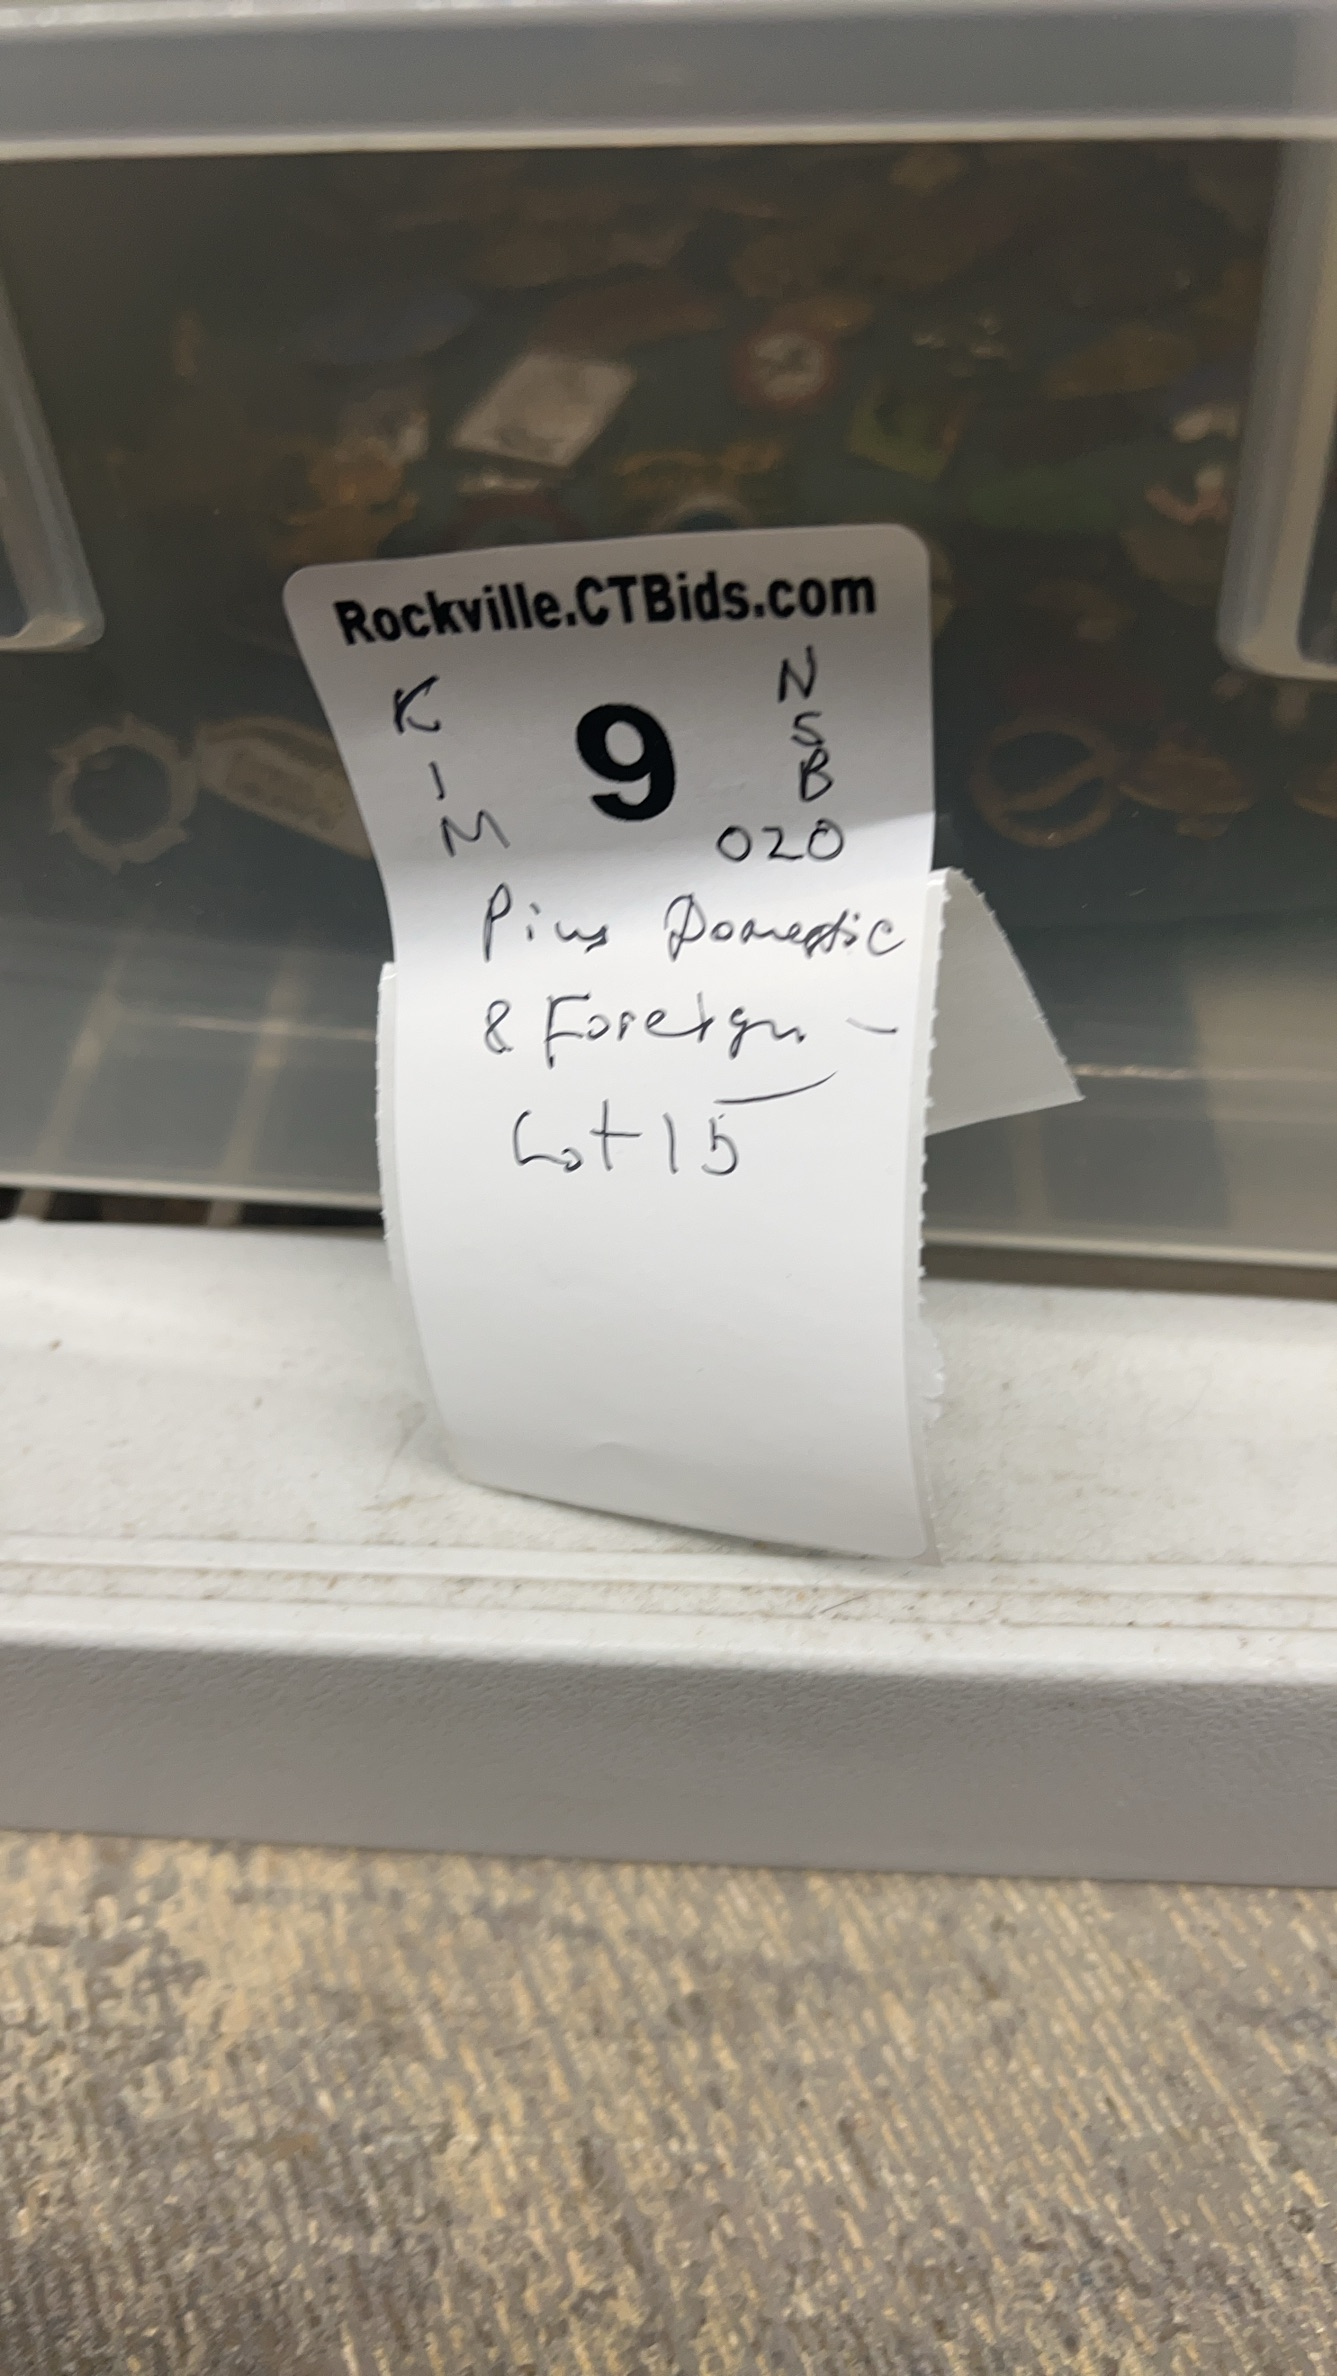 Rockville.CTBids.com
K 9 N
I S
M B
020
Pins Domestic
& Foreign -
Lot 15